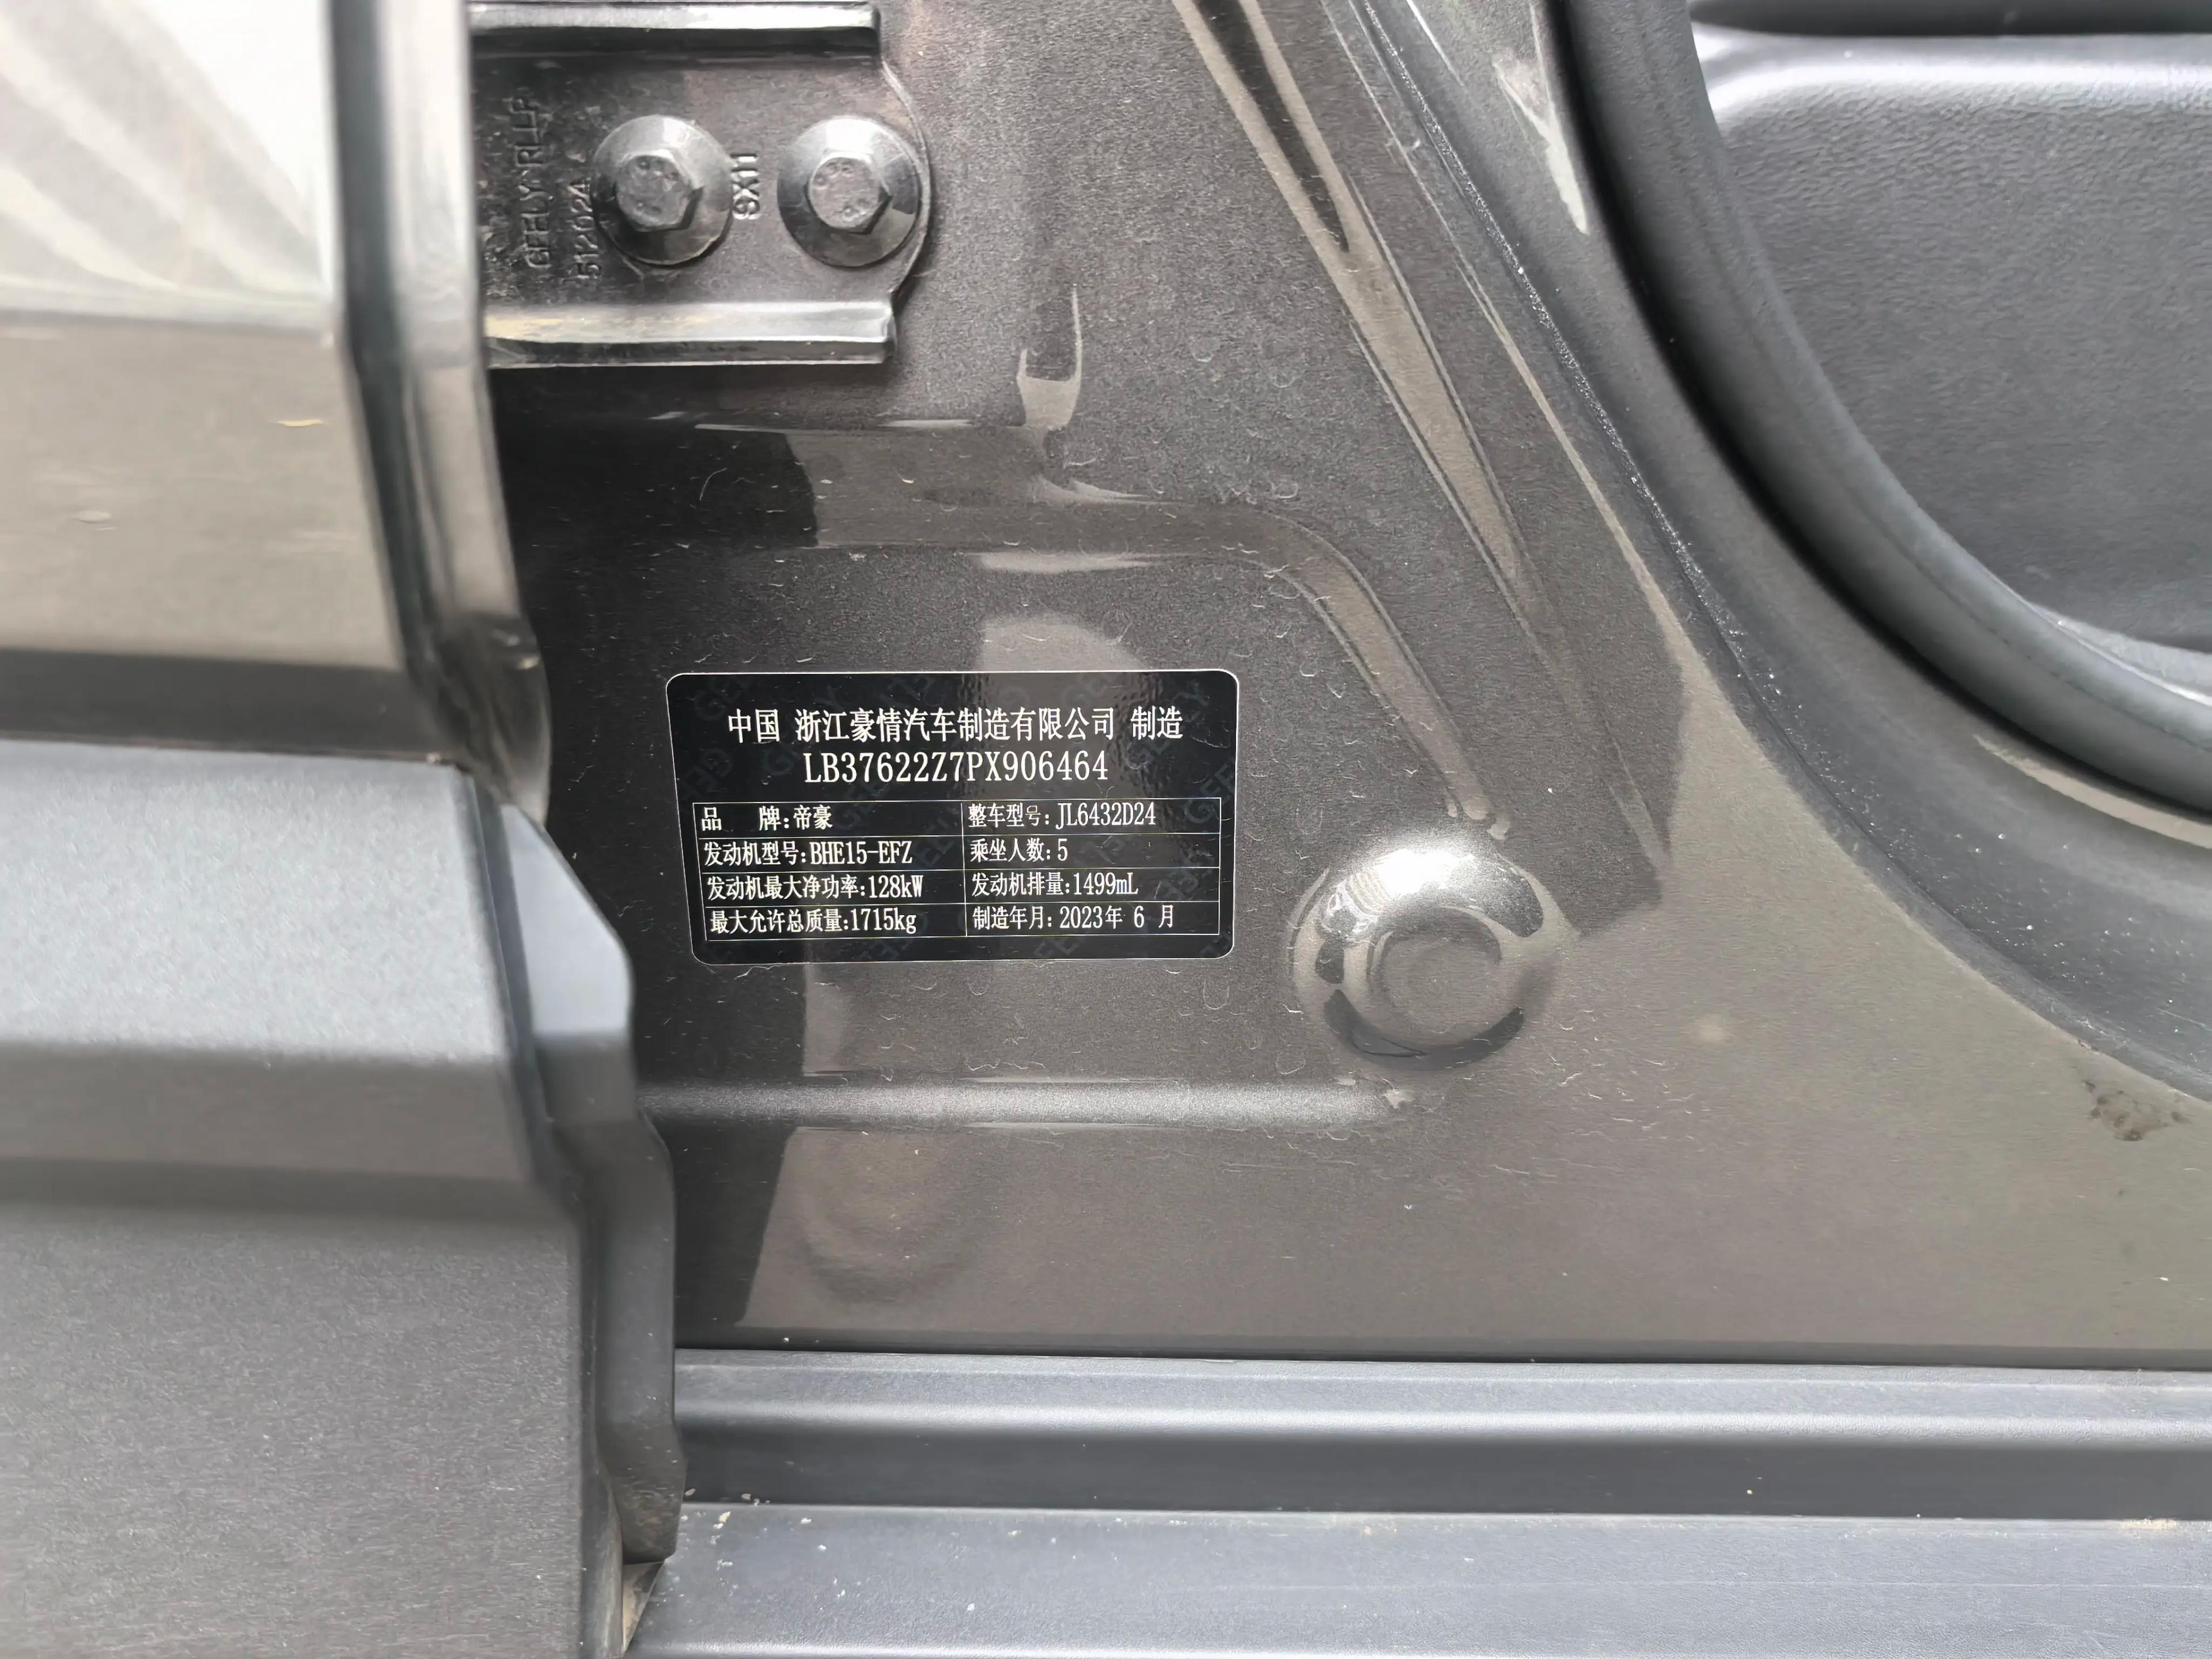 GEELY RLLF
512024
SX11
中国 浙江豪情汽车制造有限公司 制造
LB37622Z7PX906464
品 牌:帝豪 整车型号:JL6432D24
发动机型号:BHE15-EFZ 乘坐人数:5
发动机最大净功率:128kW 发动机排量:1499mL
最大允许总质量:1715kg 制造年月:2023年 6 月